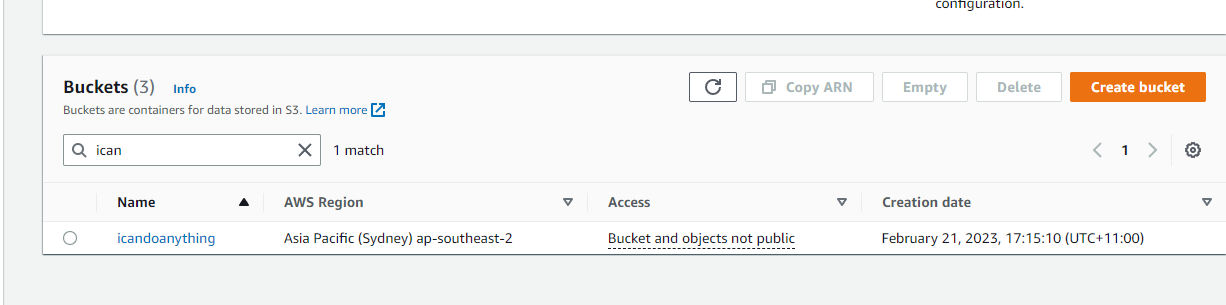 configuration.
Buckets (3) Info
Copy ARN Empty Delete Create bucket
Buckets are containers for data stored in S3. Learn more
ican 1 match 1
Name AWS Region Access Creation date
icandoanything Asia Pacific (Sydney) ap-southeast-2 Bucket and objects not public February 21, 2023, 17:15:10 (UTC+11:00)